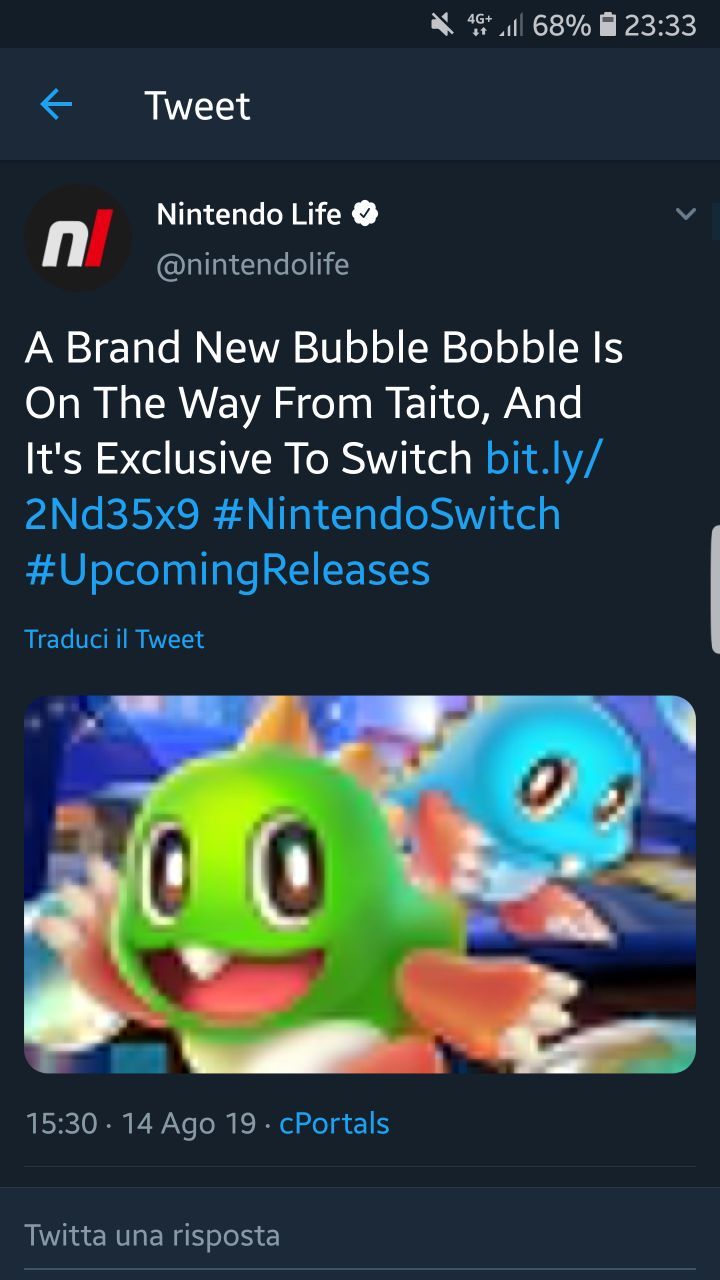 4G+ 68% 23:33
Tweet
nl
Nintendo Life
@nintendolife
A Brand New Bubble Bobble Is
On The Way From Taito, And
It's Exclusive To Switch bit.ly/
2Nd35x9 #NintendoSwitch
#UpcomingReleases
Traduci il Tweet
15:30 · 14 Ago 19 · cPortals
Twitta una risposta